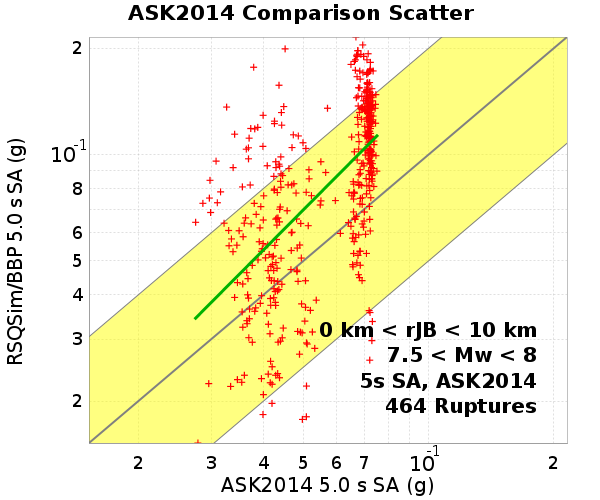 ASK2014 Comparison Scatter
RSQSim/BBP 5.0 s SA (g)
2
10-1
8
7
6
5
4
3
2
0 km < rJB < 10 km
7.5 < Mw < 8
5s SA, ASK2014
464 Ruptures
2 3 4 5 6 7 10-1 2
ASK2014 5.0 s SA (g)